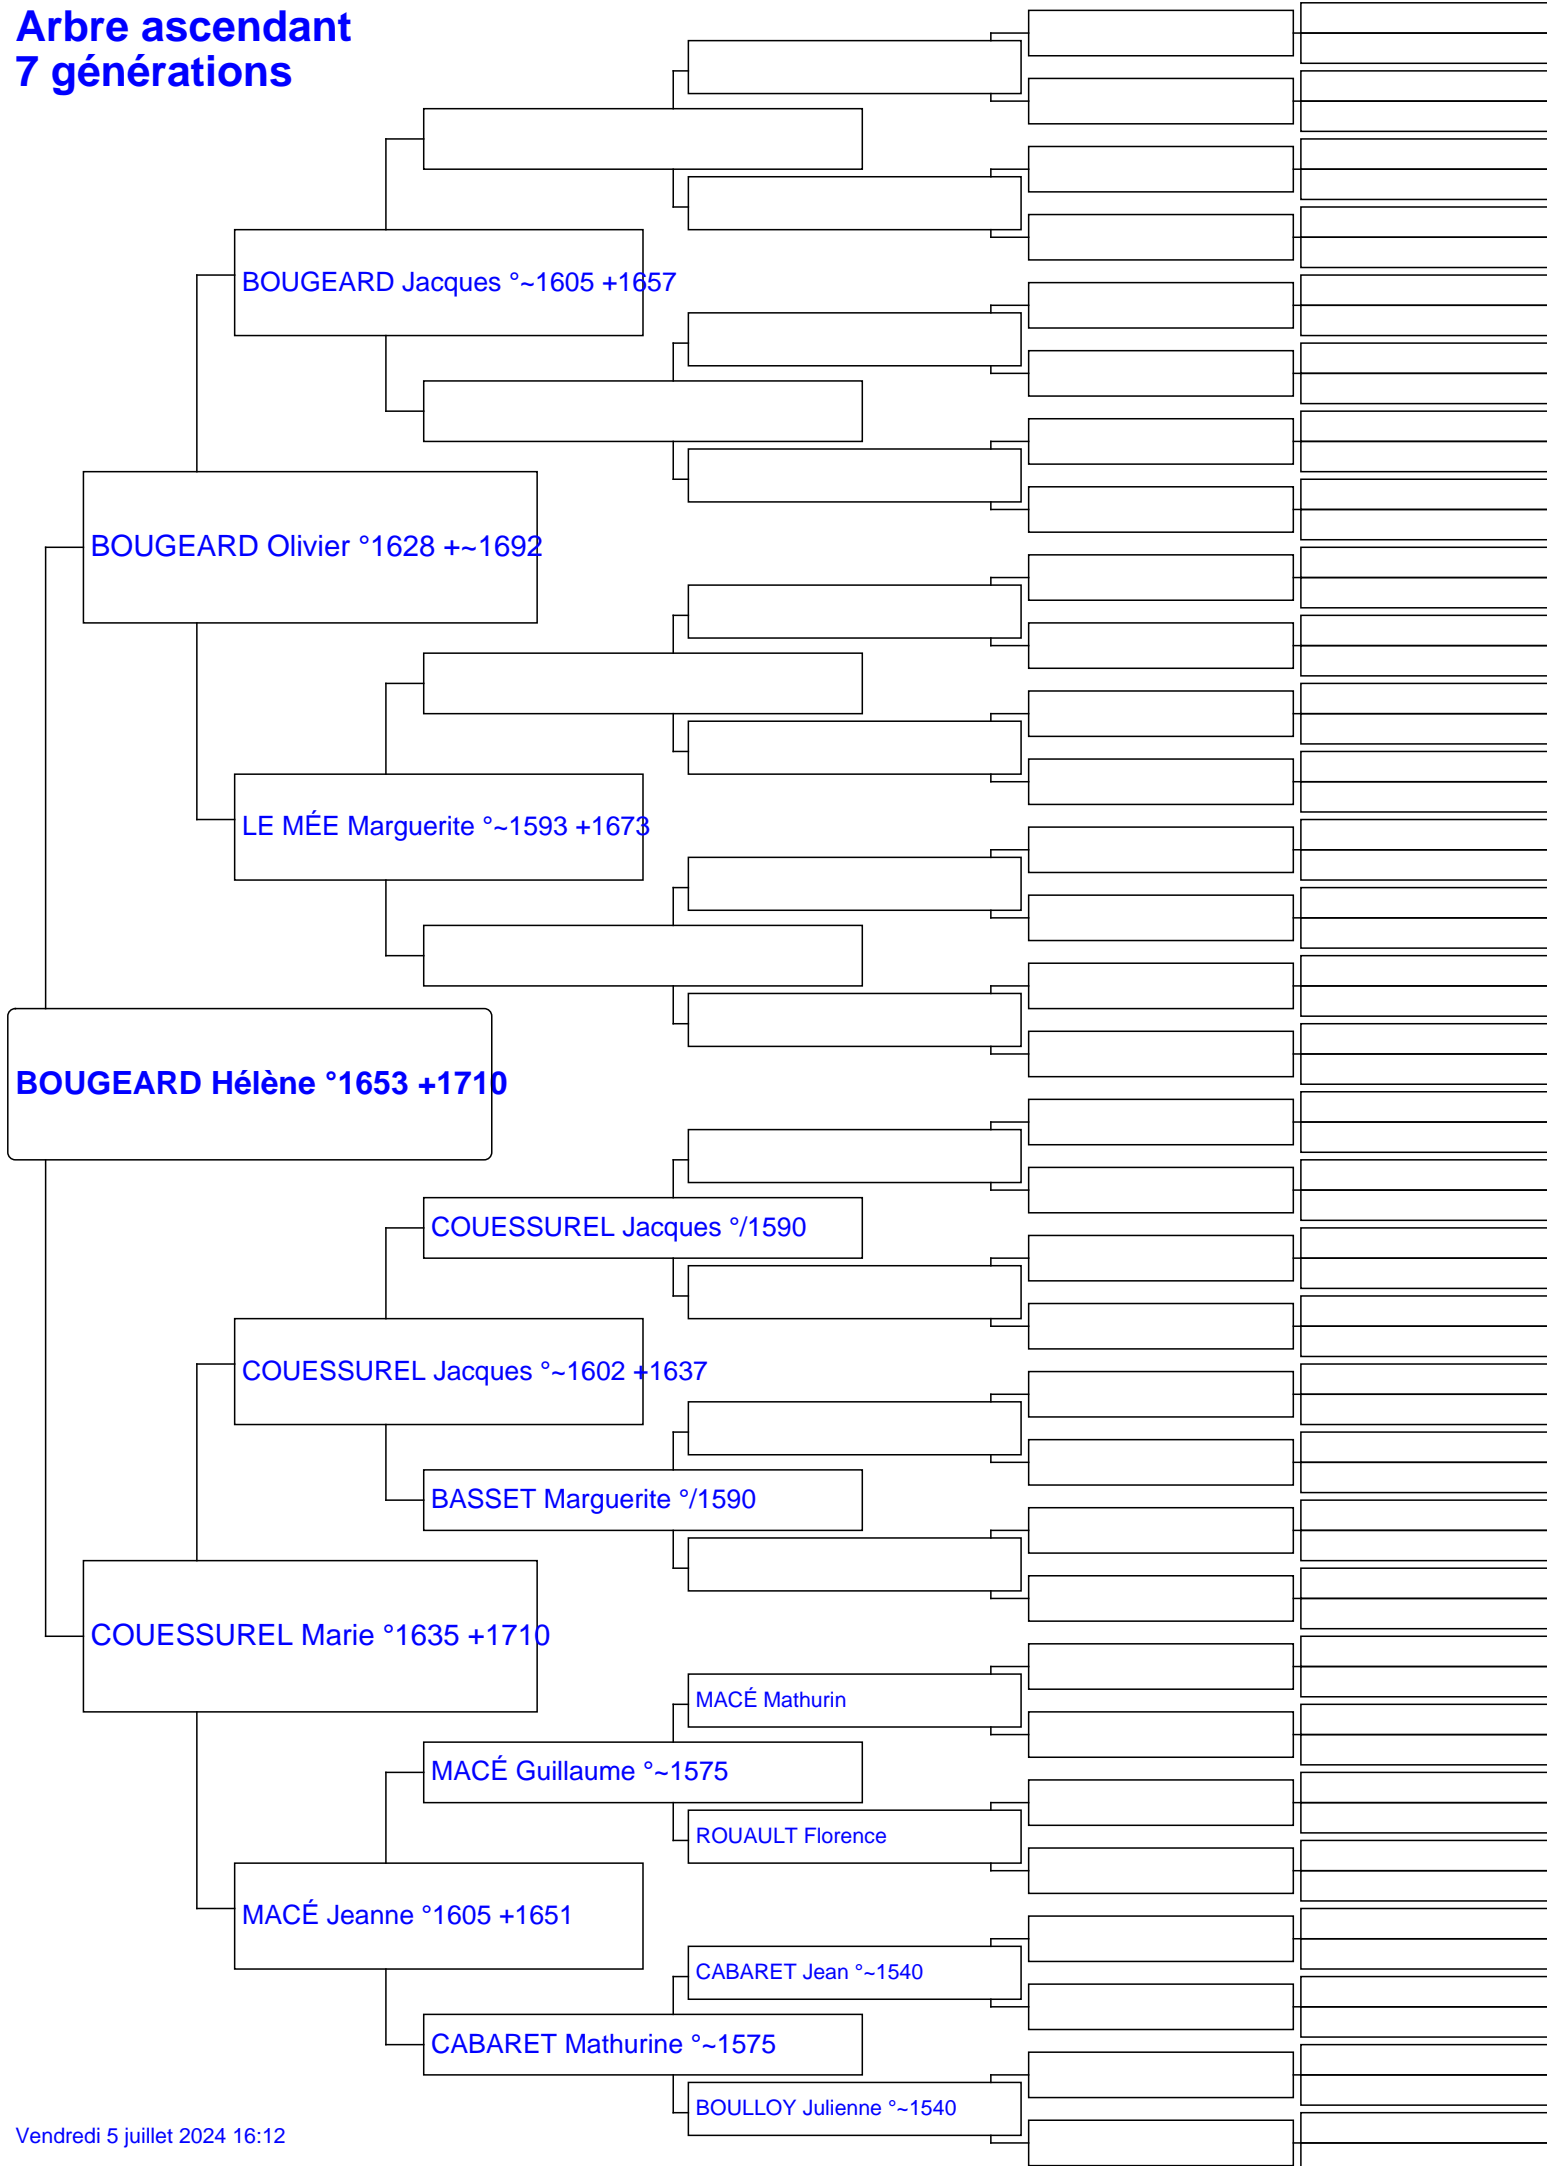 Arbre ascendant
7 générations
BOUGEARD Jacques °~1605 +1657
BOUGEARD Olivier °1628 +~1692
LE MÉE Marguerite °~1593 +1673
BOUGEARD Hélène °1653 +1710
COUESSUREL Jacques °/1590
COUESSUREL Jacques °~1602 +1637
BASSET Marguerite °/1590
COUESSUREL Marie °1635 +1710
MACÉ Mathurin
MACÉ Guillaume °~1575
ROUAULT Florence
MACÉ Jeanne °1605 +1651
CABARET Jean °~1540
CABARET Mathurine °~1575
BOULLOY Julienne °~1540
Vendredi 5 juillet 2024 16:12